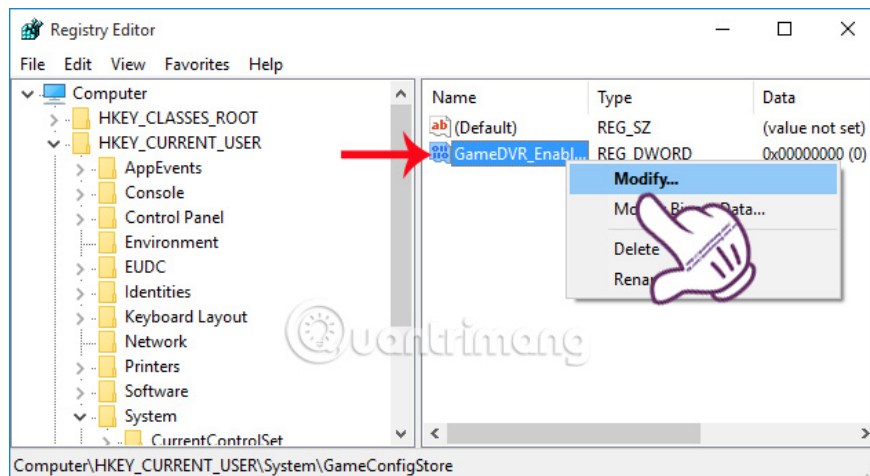 Registry Editor
File Edit View Favorites Help
Computer
HKEY_CLASSES_ROOT
HKEY_CURRENT_USER
AppEvents
Console
Control Panel
Environment
EUDC
Identities
Keyboard Layout
Network
Printers
Software
System
CurrentControlSet
Name Type Data
ab (Default) REG_SZ (value not set)
GameDVR_Enabl... REG_DWORD 0x00000000 (0)
Modify...
Data...
Delete
Quantrimang
Computer\HKEY_CURRENT_USER\System\GameConfigStore